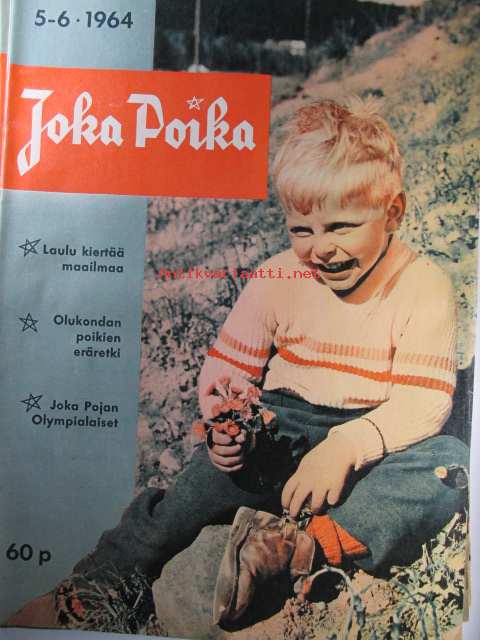 5-6 · 1964
Joka Poika
Laulu kiertää
maailmaa
Antikvariaatti.net
Olukondan
poikien
eräretki
Joka Pojan
Olympialaiset
60 p